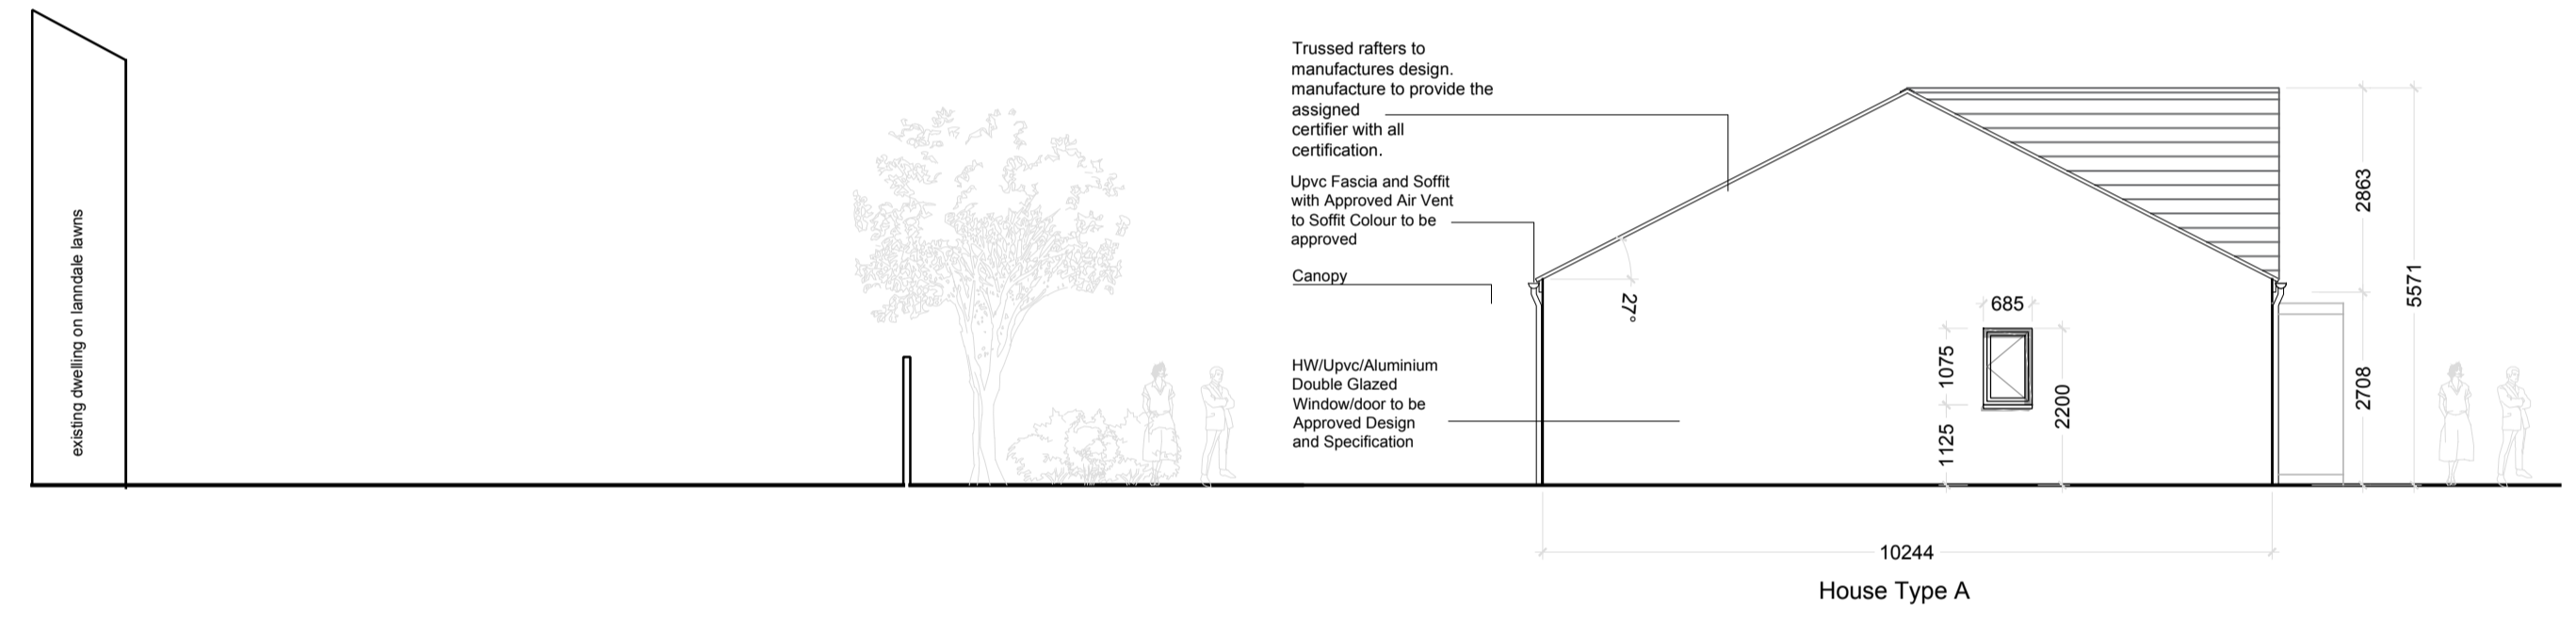 existing dwelling on lanndale lawns
Trussed rafters to
manufactures design.
manufacture to provide the
assigned
certifier with all
certification.
Upvc Fascia and Soffit
with Approved Air Vent
to Soffit Colour to be
approved
Canopy
HW/Upvc/Aluminium
Double Glazed
Window/door to be
Approved Design
and Specification
27°
685
1075
1125
2200
2863
2708
5571
10244
House Type A